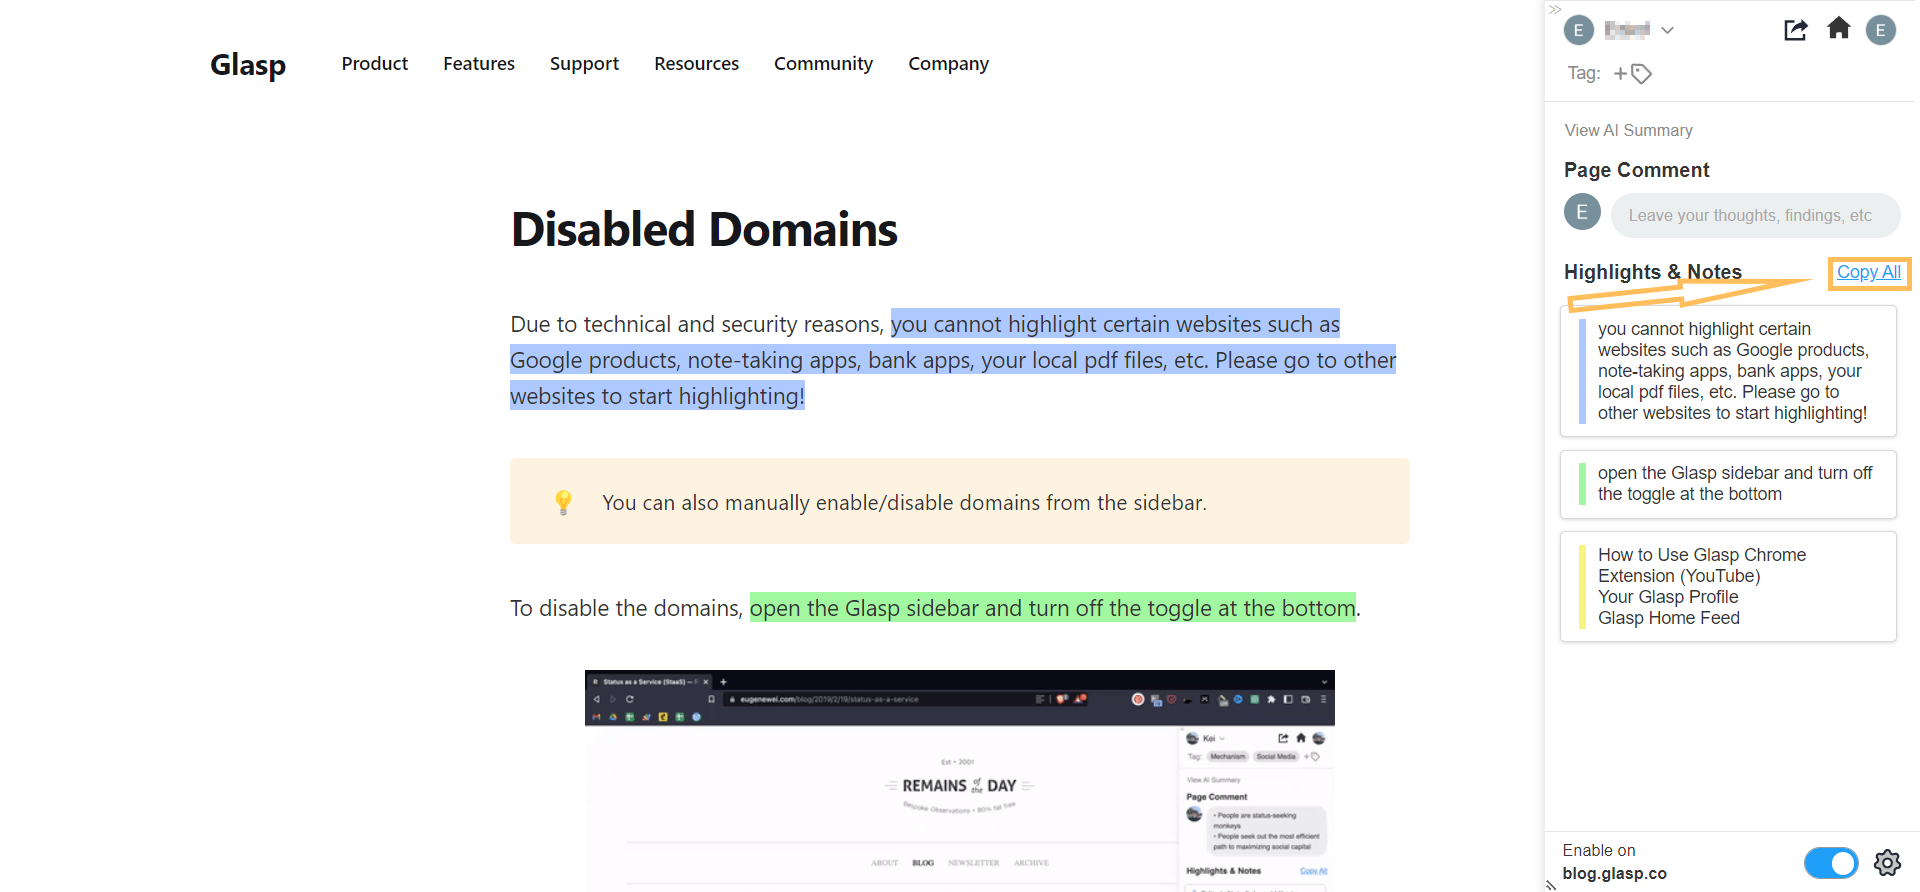 Glasp
Product Features Support Resources Community Company
Disabled Domains
Due to technical and security reasons, you cannot highlight certain websites such as
Google products, note-taking apps, bank apps, your local pdf files, etc. Please go to other
websites to start highlighting!
💡 You can also manually enable/disable domains from the sidebar.
To disable the domains, open the Glasp sidebar and turn off the toggle at the bottom.
Status as a Service (StaaS) —
eugenewei.com/blog/2019/2/19/status-as-a-service
Est • 2001
REMAINS of the DAY
Bespoke Observations • 80% fat free
ABOUT BLOG NEWSLETTER ARCHIVE
Kei
Tag: Mechanism Social Media +
View AI Summary
Page Comment
• People are status-seeking
monkeys
• People seek out the most efficient
path to maximizing social capital
Highlights & Notes Copy All
E
E
Tag: +
View AI Summary
Page Comment
E
Leave your thoughts, findings, etc
Highlights & Notes Copy All
you cannot highlight certain
websites such as Google products,
note-taking apps, bank apps, your
local pdf files, etc. Please go to
other websites to start highlighting!
open the Glasp sidebar and turn off
the toggle at the bottom
How to Use Glasp Chrome
Extension (YouTube)
Your Glasp Profile
Glasp Home Feed
Enable on
blog.glasp.co